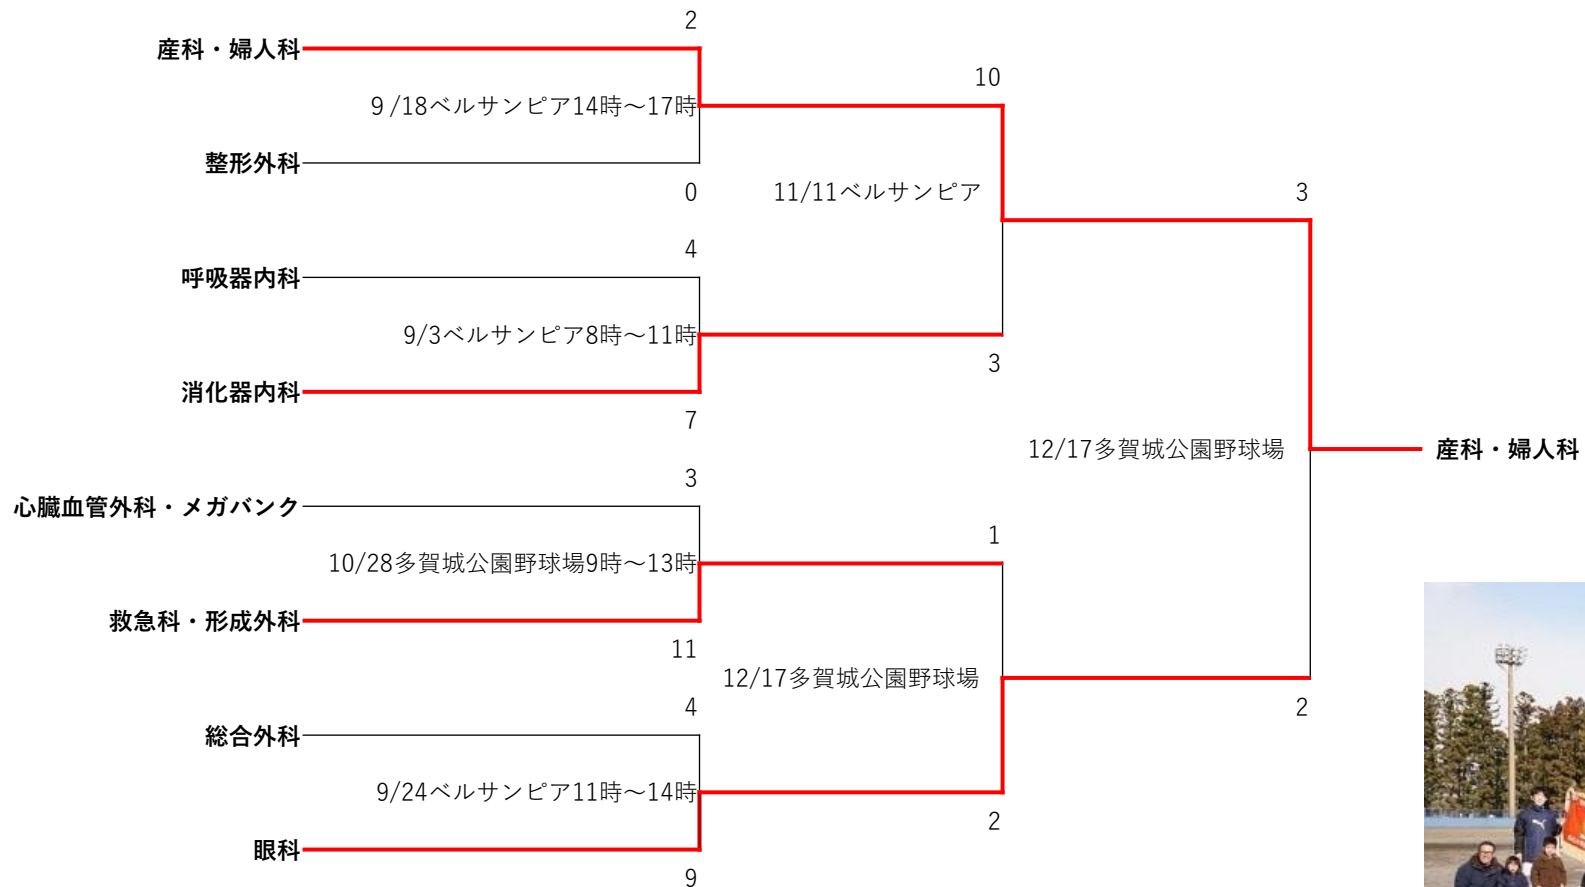 2
産科・婦人科
10
9/18ベルサンピア14時～17時
整形外科
0
11/11ベルサンピア
3
4
呼吸器内科
9/3ベルサンピア8時～11時
3
消化器内科
7
12/17多賀城公園野球場
産科・婦人科
3
心臓血管外科・メガバンク
1
10/28多賀城公園野球場9時～13時
救急科・形成外科
11
12/17多賀城公園野球場
4
2
総合外科
9/24ベルサンピア11時～14時
2
眼科
9